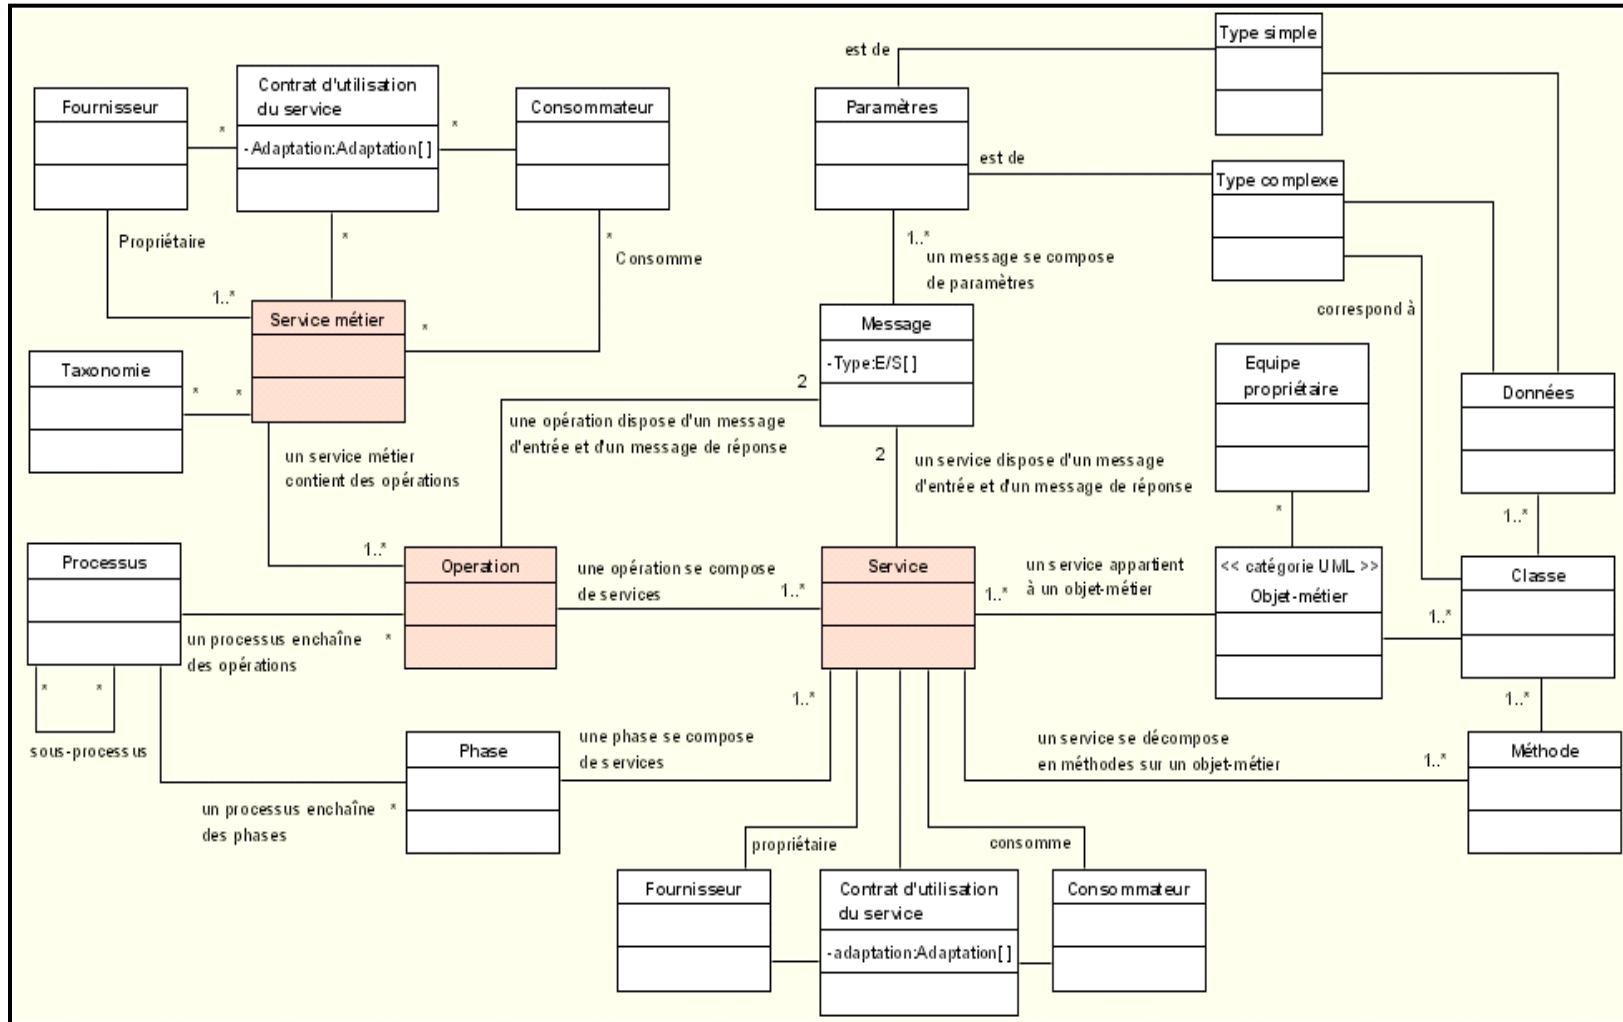 Type simple
est de
Contrat d'utilisation
du service
Fournisseur
Consommateur
Paramètres
*
*
-Adaptation:Adaptation[ ]
est de
Type complexe
Propriétaire
*
*
Consomme
1..*
un message se compose
de paramètres
1..*
Service métier
*
Message
correspond à
Taxonomie
-Type:E/S[ ]
Equipe
propriétaire
*
*
2
Données
une opération dispose d'un message
d'entrée et d'un message de réponse
un service métier
contient des opérations
2
un service dispose d'un message
d'entrée et d'un message de réponse
*
1..*
1..*
Processus
Operation
une opération se compose
de services
1..*
Service
un service appartient
à un objet-métier
1..*
<< catégorie UML >>
Objet-métier
Classe
1..*
un processus enchaîne
des opérations
*
*
*
sous-processus
1..*
1..*
Phase
une phase se compose
de services
un service se décompose
en méthodes sur un objet-métier
1..*
Méthode
un processus enchaîne
des phases
*
propriétaire
consomme
Fournisseur
Contrat d'utilisation
du service
Consommateur
-adaptation:Adaptation[ ]